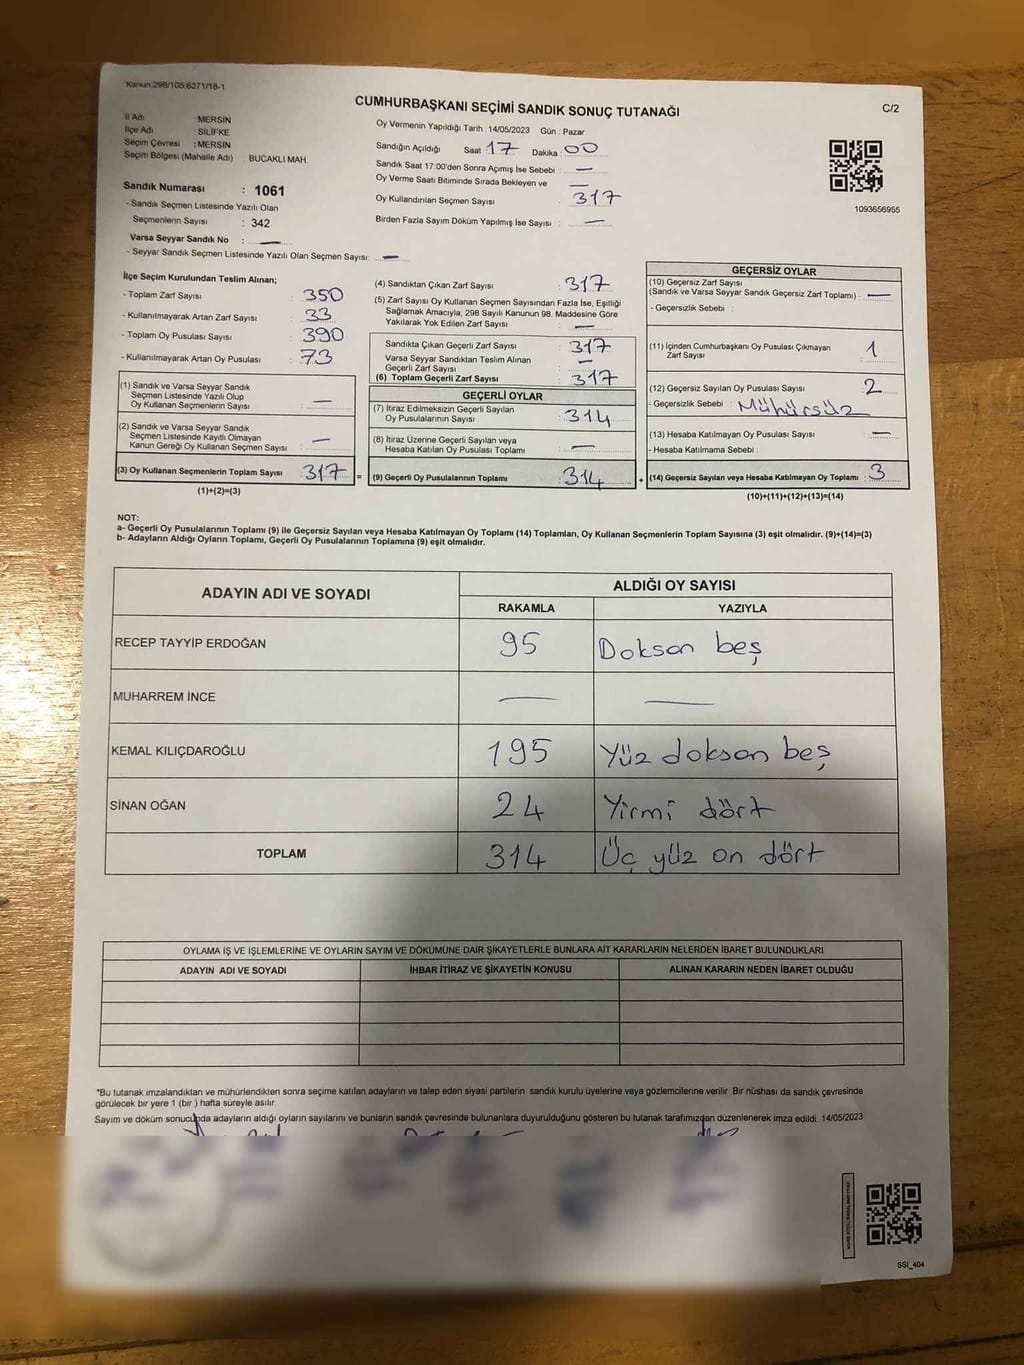 Kanun:298/105;6271/18-1
CUMHURBAŞKANI SEÇİMİ SANDIK SONUÇ TUTANAĞI
C/2
İl Adı : MERSİN
İlçe Adı : SİLİFKE
Seçim Çevresi : MERSİN
Seçim Bölgesi (Mahalle Adı) : BUCAKLI MAH.
Sandık Numarası : 1061
- Sandık Seçmen Listesinde Yazılı Olan
Seçmenlerin Sayısı : 342
Varsa Seyyar Sandık No : —
- Seyyar Sandık Seçmen Listesinde Yazılı Olan Seçmen Sayısı: —
Oy Vermenin Yapıldığı Tarih : 14/05/2023 Gün : Pazar
Sandığın Açıldığı Saat 17 Dakika 00
Sandık Saat 17:00'den Sonra Açımış İse Sebebi : —
Oy Verme Saati Bitiminde Sırada Bekleyen ve —
Oy Kullandırılan Seçmen Sayısı : 317
Birden Fazla Sayım Döküm Yapılmış İse Sayısı : —
1093656955
İlçe Seçim Kurulundan Teslim Alınan;
- Toplam Zarf Sayısı : 350
- Kullanılmayarak Artan Zarf Sayısı : 33
- Toplam Oy Pusulası Sayısı : 390
- Kullanılmayarak Artan Oy Pusulası : 73
(1) Sandık ve Varsa Seyyar Sandık
Seçmen Listesinde Yazılı Olup
Oy Kullanan Seçmenlerin Sayısı : —
(2) Sandık ve Varsa Seyyar Sandık
Seçmen Listesinde Kayıtlı Olmayan
Kanun Gereği Oy Kullanan Seçmen Sayısı : —
(3) Oy Kullanan Seçmenlerin Toplam Sayısı : 317 =
(1)+(2)=(3)
(4) Sandıktan Çıkan Zarf Sayısı : 317
(5) Zarf Sayısı Oy Kullanan Seçmen Sayısından Fazla İse, Eşitliği
Sağlamak Amacıyla; 298 Sayılı Kanunun 98. Maddesine Göre
Yakılarak Yok Edilen Zarf Sayısı : —
Sandıkta Çıkan Geçerli Zarf Sayısı : 317
Varsa Seyyar Sandıktan Teslim Alınan
Geçerli Zarf Sayısı : —
(6) Toplam Geçerli Zarf Sayısı : 317
GEÇERLİ OYLAR
(7) İtiraz Edilmeksizin Geçerli Sayılan
Oy Pusulalarının Sayısı : 314
(8) İtiraz Üzerine Geçerli Sayılan veya
Hesaba Katılan Oy Pusulası Toplamı : —
(9) Geçerli Oy Pusulalarının Toplamı : 314 +
GEÇERSİZ OYLAR
(10) Geçersiz Zarf Sayısı
(Sandık ve Varsa Seyyar Sandık Geçersiz Zarf Toplamı) : —
- Geçersizlik Sebebi :
(11) İçinden Cumhurbaşkanı Oy Pusulası Çıkmayan
Zarf Sayısı : 1
(12) Geçersiz Sayılan Oy Pusulası Sayısı : 2
- Geçersizlik Sebebi : Mühürsüz
(13) Hesaba Katılmayan Oy Pusulası Sayısı : —
- Hesaba Katılmama Sebebi :
(14) Geçersiz Sayılan veya Hesaba Katılmayan Oy Toplamı : 3
(10)+(11)+(12)+(13)=(14)
NOT:
a- Geçerli Oy Pusulalarının Toplamı (9) ile Geçersiz Sayılan veya Hesaba Katılmayan Oy Toplamı (14) Toplamları, Oy Kullanan Seçmenlerin Toplam Sayısına (3) eşit olmalıdır. (9)+(14)=(3)
b- Adayların Aldığı Oyların Toplamı, Geçerli Oy Pusulalarının Toplamına (9) eşit olmalıdır.
ADAYIN ADI VE SOYADI
ALDIĞI OY SAYISI
RAKAMLA YAZIYLA
RECEP TAYYİP ERDOĞAN 95 Doksan beş
MUHARREM İNCE — —
KEMAL KILIÇDAROĞLU 195 Yüz doksan beş
SİNAN OĞAN 24 Yirmi dört
TOPLAM 314 Üç yüz on dört
OYLAMA İŞ VE İŞLEMLERİNE VE OYLARIN SAYIM VE DÖKÜMÜNE DAİR ŞİKAYETLERLE BUNLARA AİT KARARLARIN NELERDEN İBARET BULUNDUKLARI
ADAYIN ADI VE SOYADI İHBAR İTİRAZ VE ŞİKAYETİN KONUSU ALINAN KARARIN NEDEN İBARET OLDUĞU
*Bu tutanak imzalandıktan ve mühürlendikten sonra seçime katılan adayların ve talep eden siyasi partilerin sandık kurulu üyelerine veya gözlemcilerine verilir. Bir nüshası da sandık çevresinde
görülecek bir yere 1 (bir ) hafta süreyle asılır.
Sayım ve döküm sonucunda adayların aldığı oyların sayılarını ve bunların sandık çevresinde bulunanlara duyurulduğunu gösteren bu tutanak tarafımızdan düzenlenerek imza edildi. 14/05/2023
SSI_404